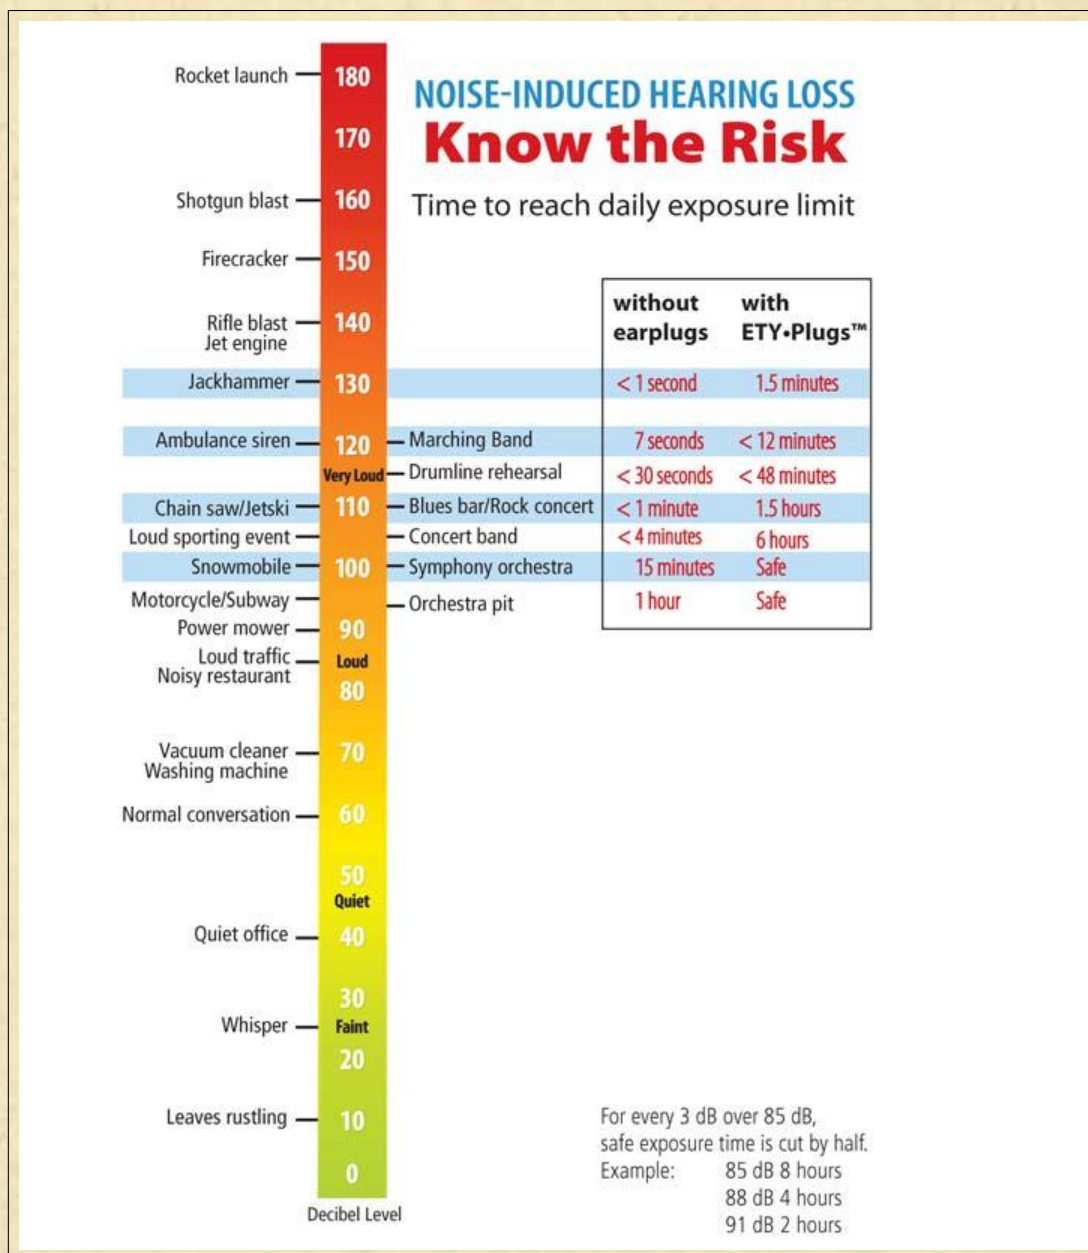 NOISE-INDUCED HEARING LOSS
Know the Risk
Time to reach daily exposure limit
without earplugs
with ETY•Plugs™
Rocket launch 180
170
Shotgun blast 160
Firecracker 150
Rifle blast 140
Jet engine
Jackhammer 130 < 1 second 1.5 minutes
Ambulance siren 120 Marching Band 7 seconds < 12 minutes
Very Loud Drumline rehearsal < 30 seconds < 48 minutes
Chain saw/Jetski 110 Blues bar/Rock concert < 1 minute 1.5 hours
Loud sporting event Concert band < 4 minutes 6 hours
Snowmobile 100 Symphony orchestra 15 minutes Safe
Motorcycle/Subway Orchestra pit 1 hour Safe
Power mower 90
Loud traffic Loud
Noisy restaurant
80
Vacuum cleaner 70
Washing machine
Normal conversation 60
50
Quiet
Quiet office 40
30
Whisper Faint
20
Leaves rustling 10
0
Decibel Level
For every 3 dB over 85 dB,
safe exposure time is cut by half.
Example: 85 dB 8 hours
88 dB 4 hours
91 dB 2 hours